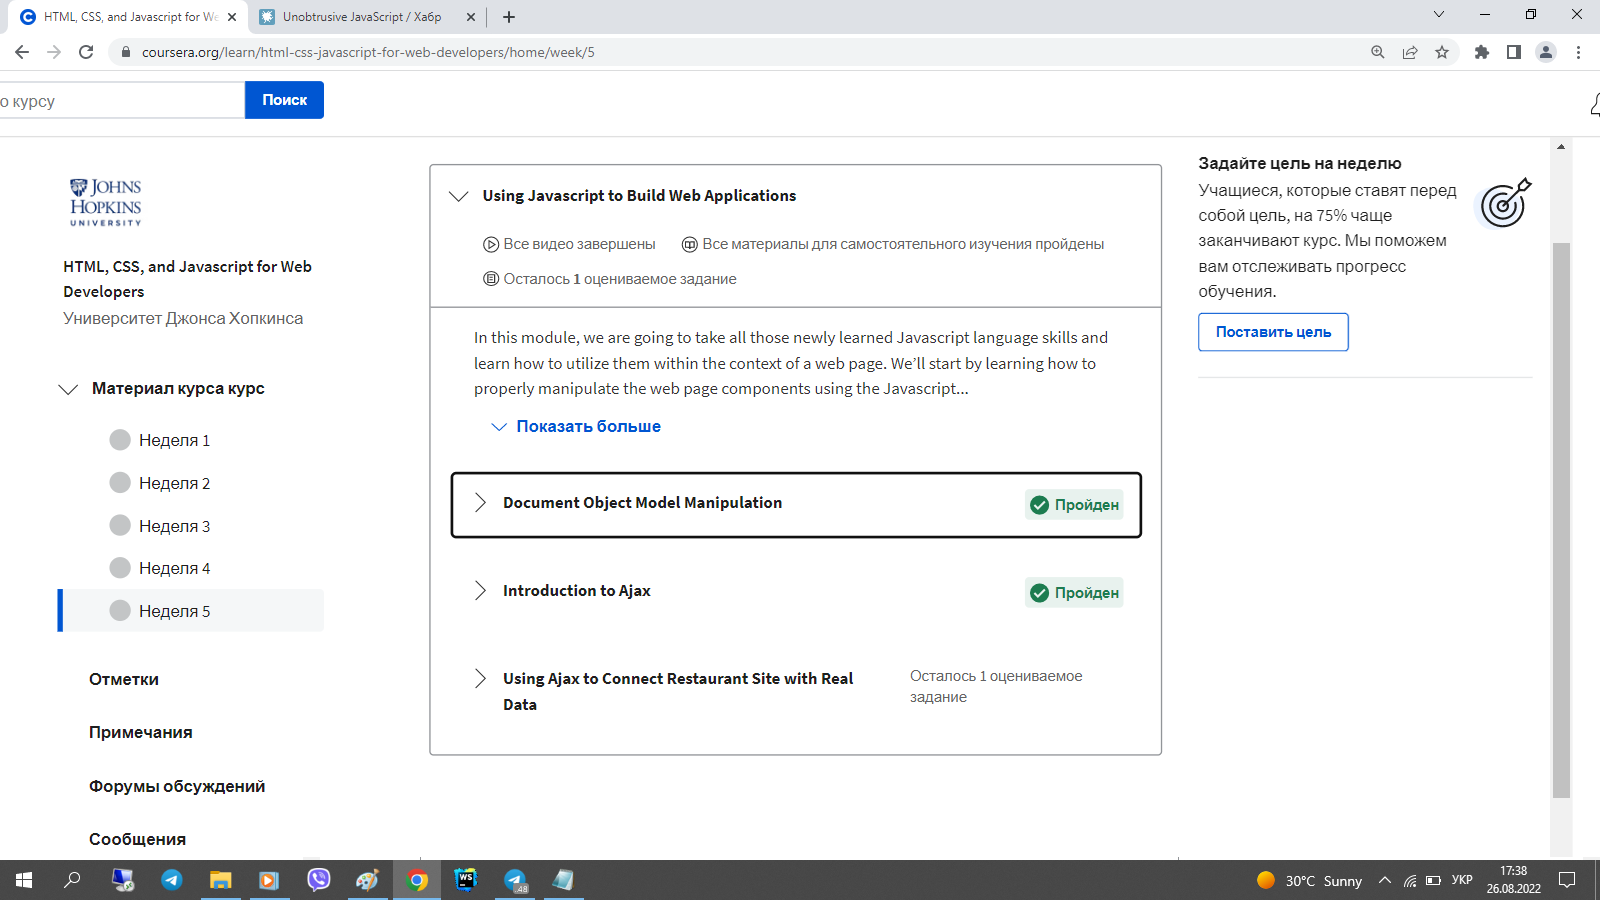 HTML, CSS, and Javascript for We
Unobtrusive JavaScript / Хабр
coursera.org/learn/html-css-javascript-for-web-developers/home/week/5
о курсу
Поиск
JOHNS
HOPKINS
UNIVERSITY
HTML, CSS, and Javascript for Web
Developers
Университет Джонса Хопкинса
Материал курса курс
Неделя 1
Неделя 2
Неделя 3
Неделя 4
Неделя 5
Отметки
Примечания
Форумы обсуждений
Сообщения
Using Javascript to Build Web Applications
Все видео завершены
Все материалы для самостоятельного изучения пройдены
Осталось 1 оцениваемое задание
In this module, we are going to take all those newly learned Javascript language skills and
learn how to utilize them within the context of a web page. We’ll start by learning how to
properly manipulate the web page components using the Javascript...
Показать больше
Document Object Model Manipulation
Пройден
Introduction to Ajax
Пройден
Using Ajax to Connect Restaurant Site with Real
Data
Осталось 1 оцениваемое
задание
Задайте цель на неделю
Учащиеся, которые ставят перед
собой цель, на 75% чаще
заканчивают курс. Мы поможем
вам отслеживать прогресс
обучения.
Поставить цель
WS
48
30°C Sunny
УКР
17:38
26.08.2022